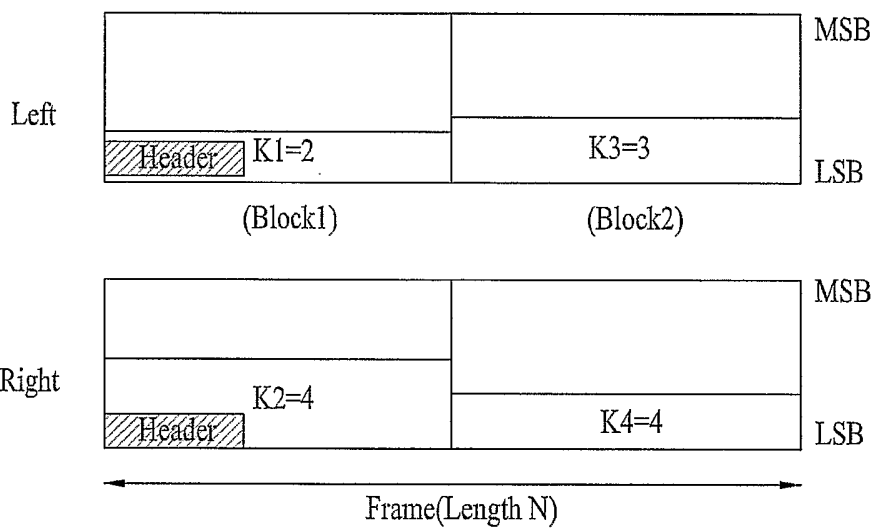 MSB
Left
Header
K1=2
K3=3
LSB
(Block1)
(Block2)
MSB
Right
K2=4
Header
K4=4
LSB
Frame(Length N)